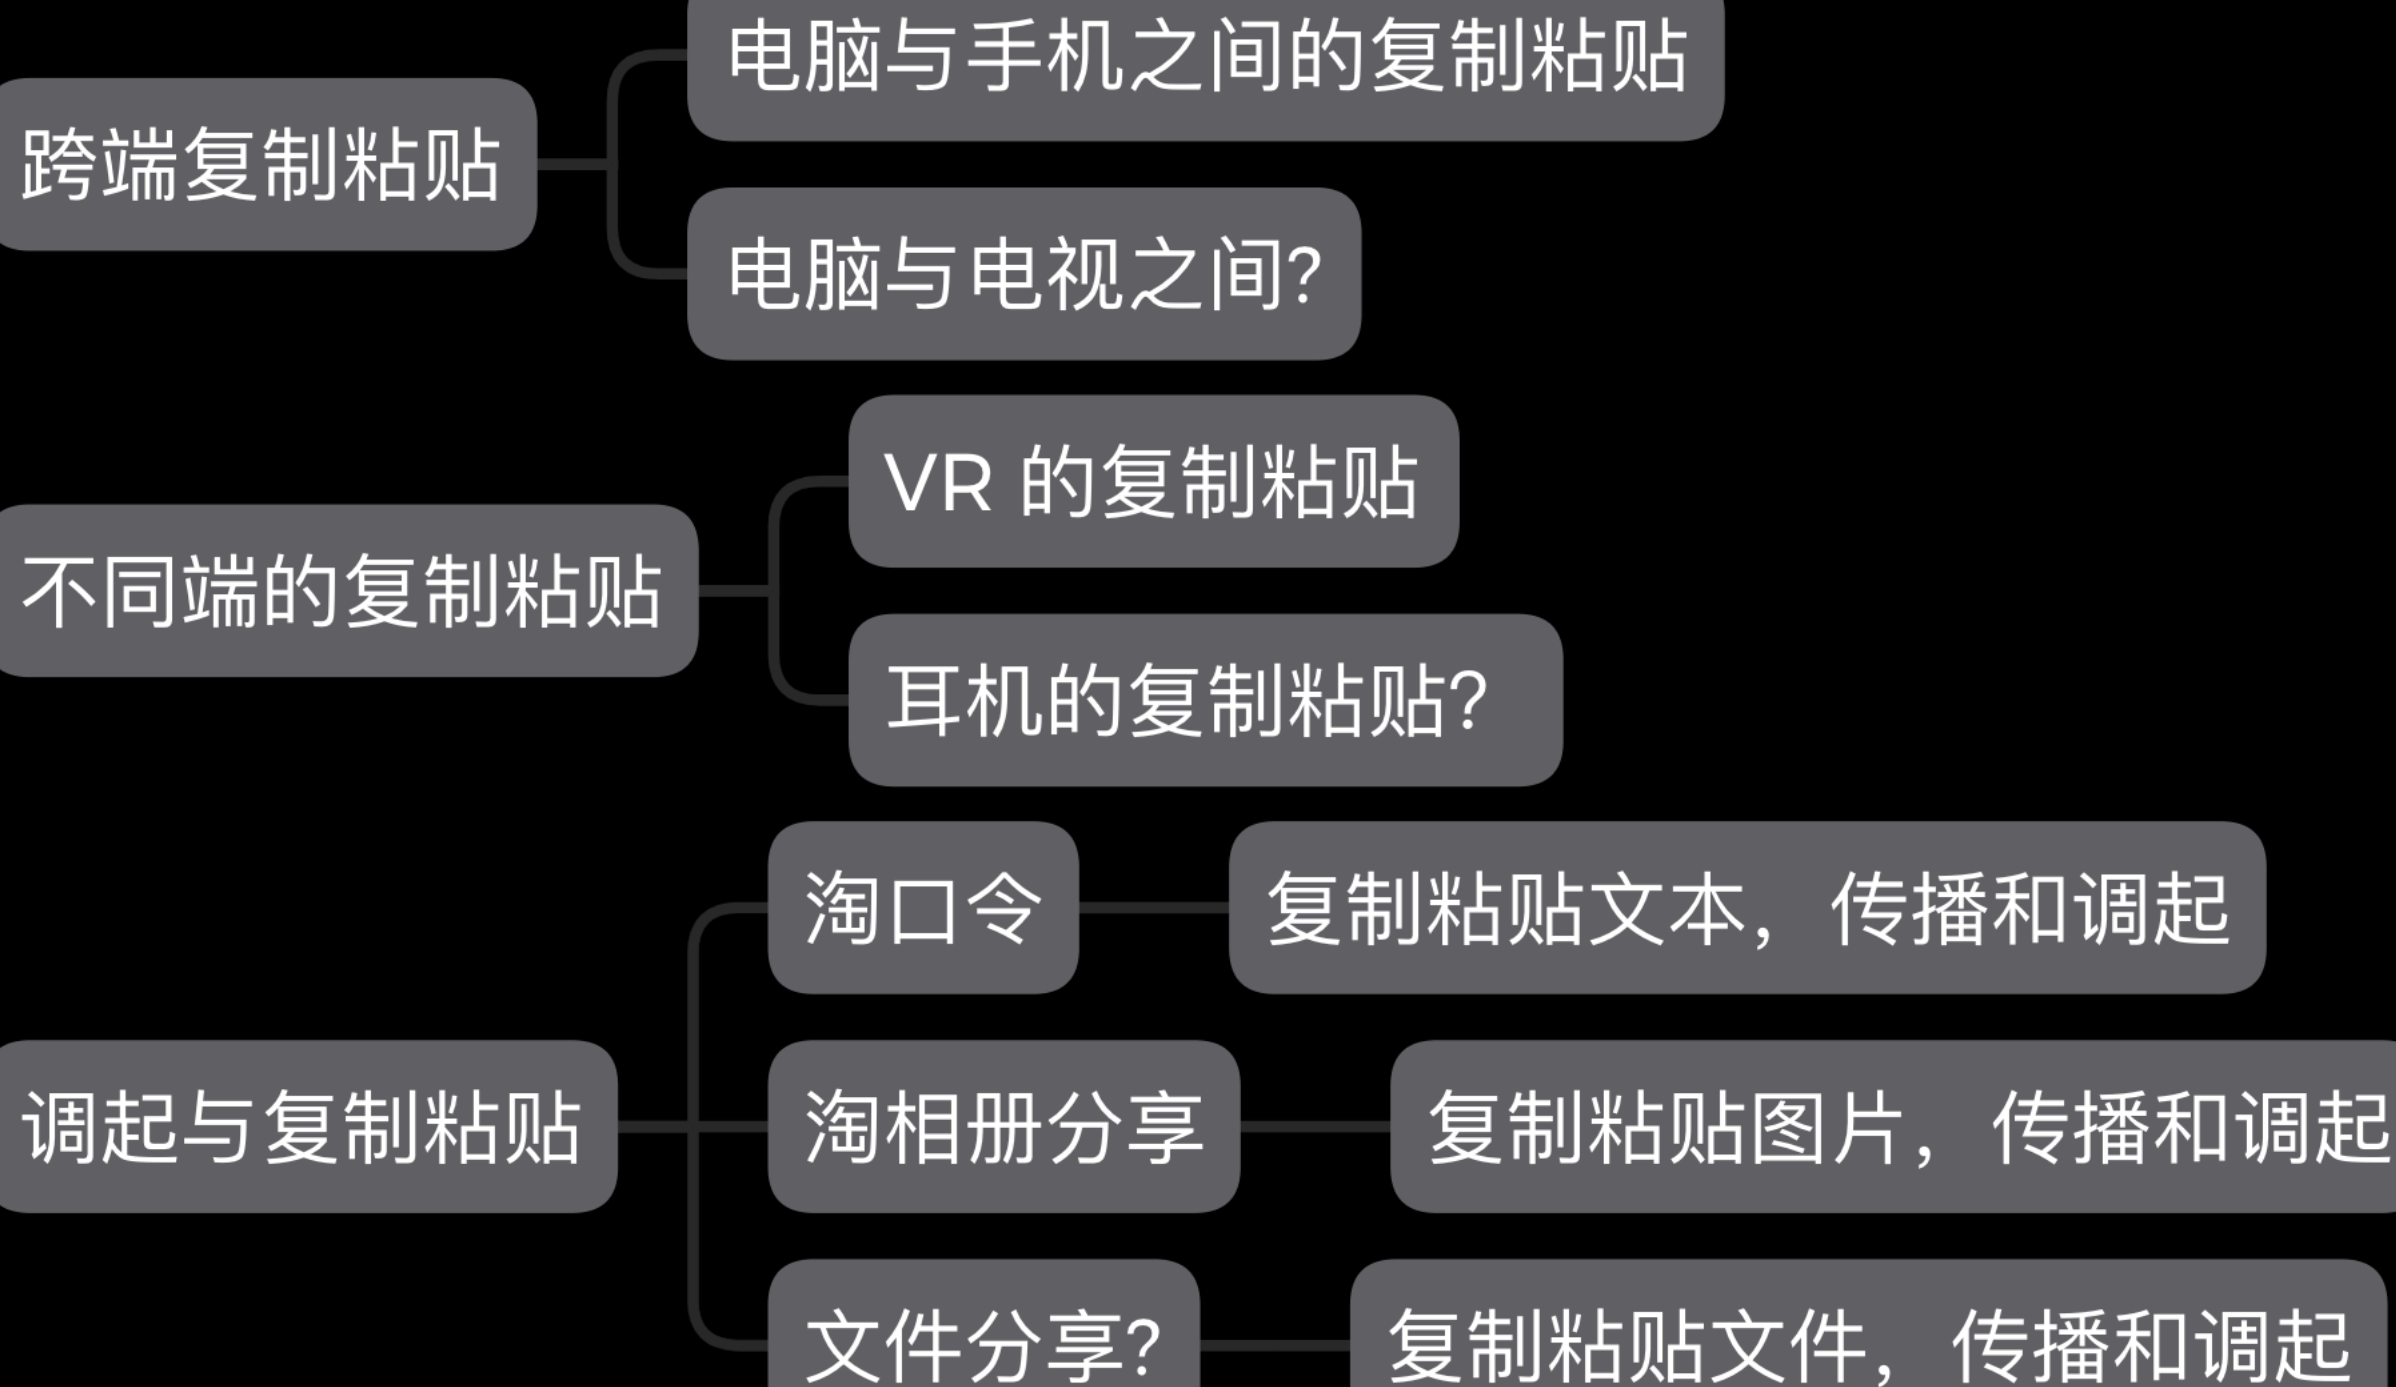 跨端复制粘贴
电脑与手机之间的复制粘贴
电脑与电视之间?
不同端的复制粘贴
VR 的复制粘贴
耳机的复制粘贴?
调起与复制粘贴
淘口令
复制粘贴文本，传播和调起
淘相册分享
复制粘贴图片，传播和调起
文件分享?
复制粘贴文件，传播和调起